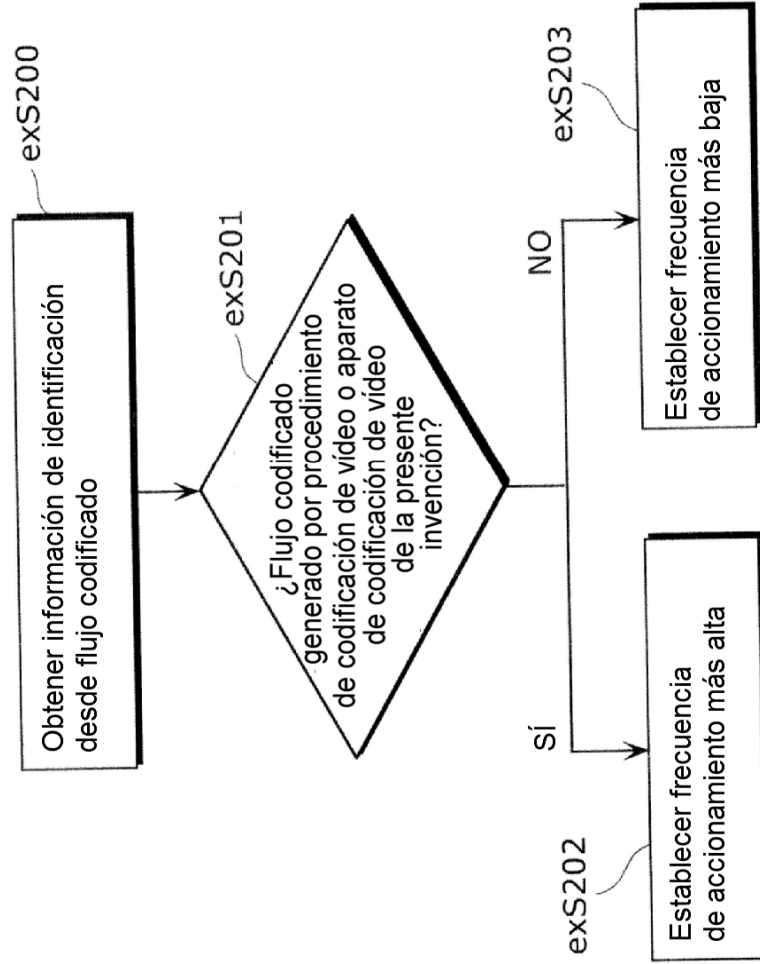 exS200
Obtener información de identificación
desde flujo codificado
exS201
¿Flujo codificado
generado por procedimiento
de codificación de vídeo o aparato
de codificación de vídeo
de la presente
invención?
SÍ
NO
exS202
Establecer frecuencia
de accionamiento más alta
exS203
Establecer frecuencia
de accionamiento más baja